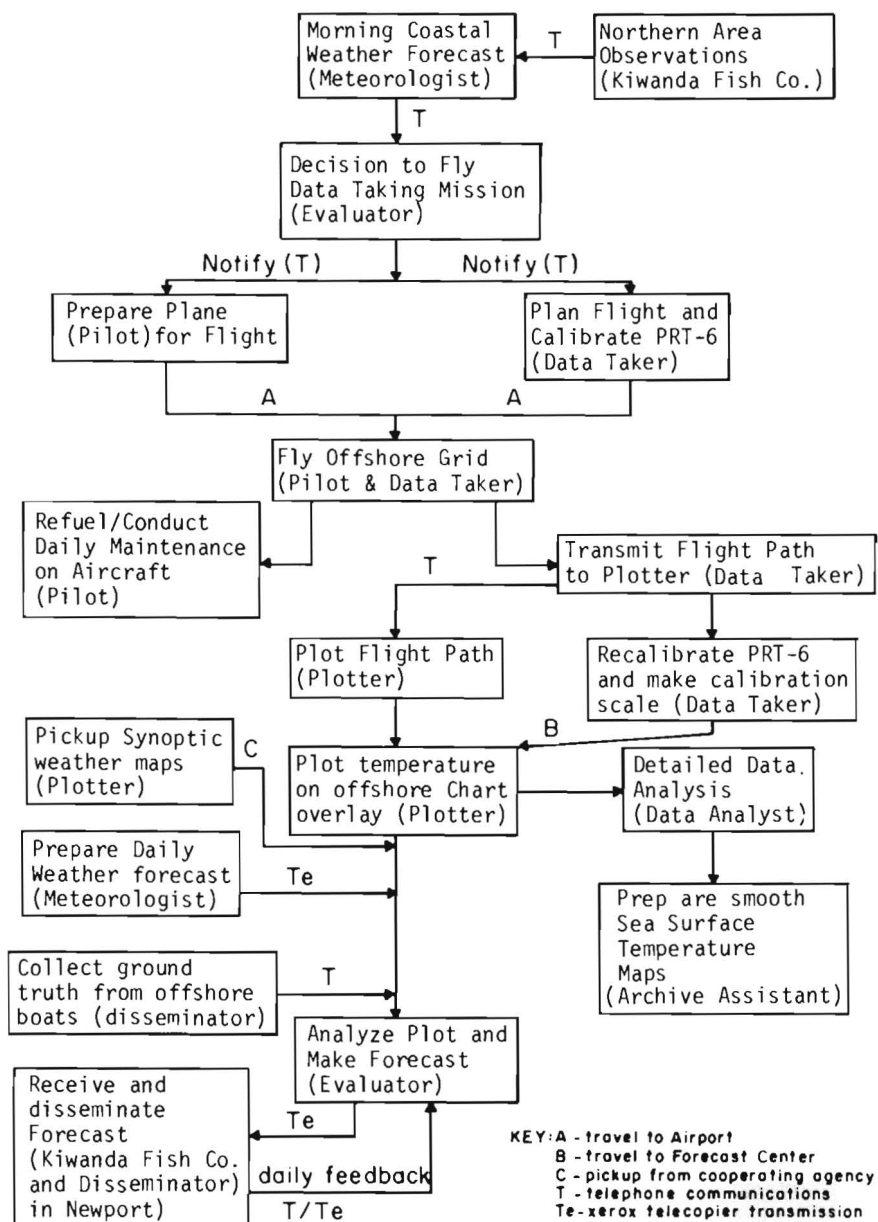 Morning Coastal
Weather Forecast
(Meteorologist)
T
Northern Area
Observations
(Kiwanda Fish Co.)
T
Decision to Fly
Data Taking Mission
(Evaluator)
Notify (T)
Notify (T)
Prepare Plane
(Pilot)for Flight
Plan Flight and
Calibrate PRT-6
(Data Taker)
A
A
Fly Offshore Grid
(Pilot & Data Taker)
Refuel/Conduct
Daily Maintenance
on Aircraft
(Pilot)
Transmit Flight Path
to Plotter (Data Taker)
T
Plot Flight Path
(Plotter)
Recalibrate PRT-6
and make calibration
scale (Data Taker)
B
Pickup Synoptic
weather maps
(Plotter)
C
Plot temperature
on offshore Chart
overlay (Plotter)
Detailed Data.
Analysis
(Data Analyst)
Prepare Daily
Weather forecast
(Meteorologist)
Te
Prep are smooth
Sea Surface
Temperature
Maps
(Archive Assistant)
Collect ground
truth from offshore
boats (disseminator)
T
Analyze Plot and
Make Forecast
(Evaluator)
Receive and
disseminate
Forecast
(Kiwanda Fish Co.
and Disseminator)
in Newport)
Te
daily feedback
T/Te
KEY: A - travel to Airport
B - travel to Forecast Center
C - pickup from cooperating agency
T - telephone communications
Te - xerox telecopier transmission